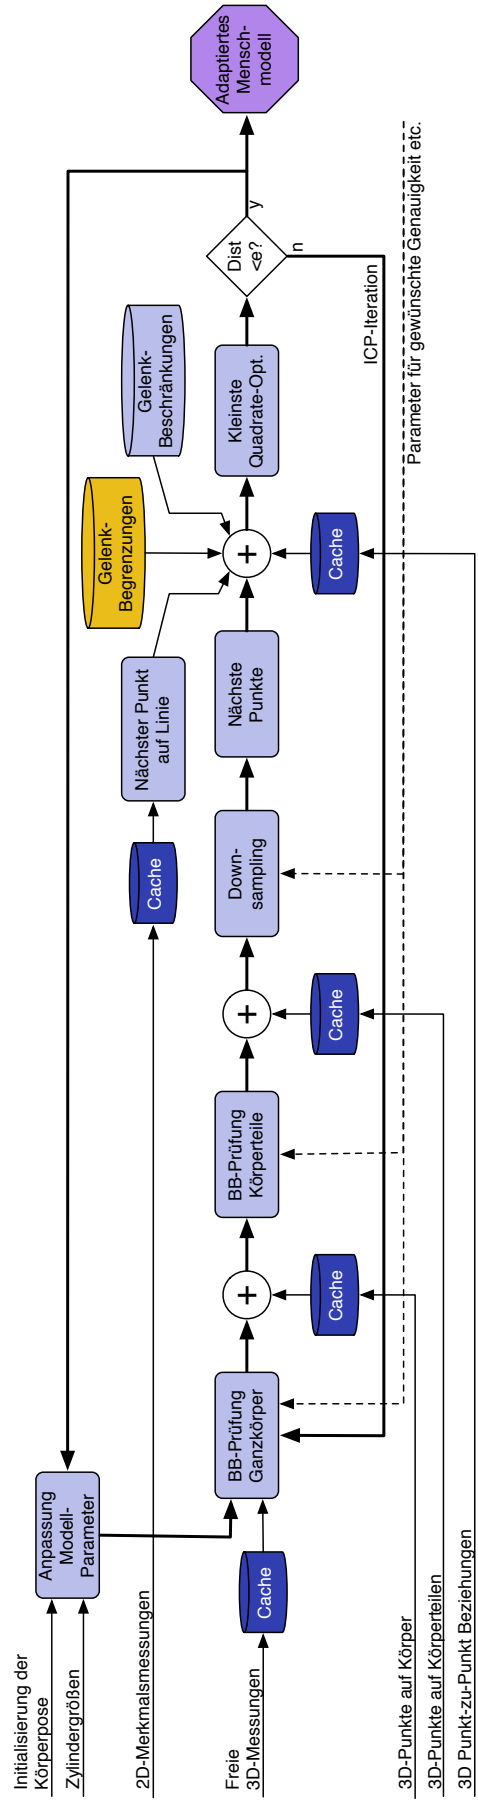 Initialisierung der
Körperpose
Zylindergrößen
2D-Merkmalsmessungen
Freie
3D-Messungen
3D-Punkte auf Körper
3D-Punkte auf Körperteilen
3D Punkt-zu-Punkt Beziehungen
Anpassung
Modell-
Parameter
Cache
BB-Prüfung
Ganzkörper
+
Cache
BB-Prüfung
Körperteile
+
Cache
Down-
sampling
Cache
Nächster Punkt
auf Linie
Nächste
Punkte
Gelenk-
Begrenzungen
+
Cache
Gelenk-
Beschränkungen
Kleinste
Quadrate-Opt.
Dist
<e?
y
n
ICP-Iteration
Parameter für gewünschte Genauigkeit etc.
Adaptiertes
Mensch-
modell